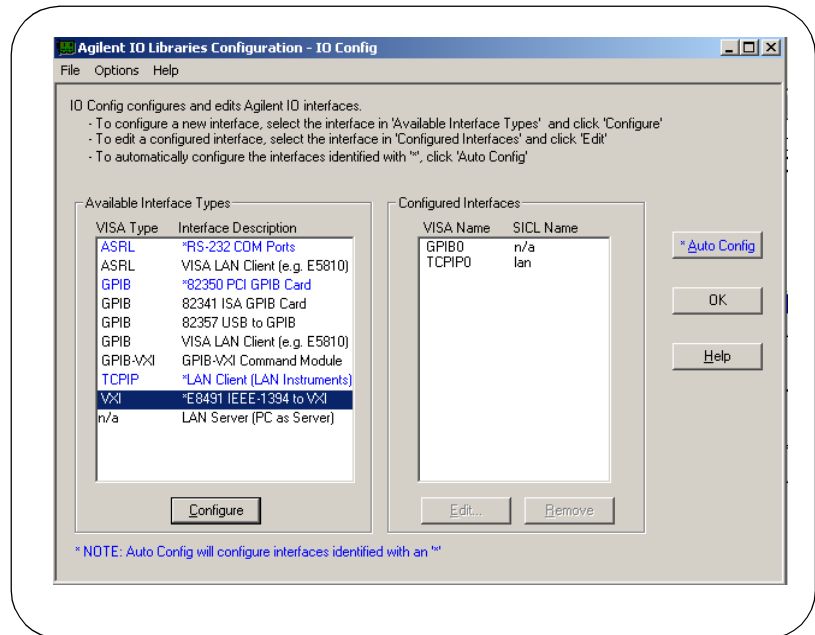 Agilent IO Libraries Configuration - IO Config
File Options Help
IO Config configures and edits Agilent IO interfaces.
- To configure a new interface, select the interface in 'Available Interface Types' and click 'Configure'
- To edit a configured interface, select the interface in 'Configured Interfaces' and click 'Edit'
- To automatically configure the interfaces identified with '*', click 'Auto Config'
Available Interface Types
VISA Type Interface Description
ASRL *RS-232 COM Ports
ASRL VISA LAN Client (e.g. E5810)
GPIB *82350 PCI GPIB Card
GPIB 82341 ISA GPIB Card
GPIB 82357 USB to GPIB
GPIB VISA LAN Client (e.g. E5810)
GPIB-VXI GPIB-VXI Command Module
TCPIP *LAN Client (LAN Instruments)
VXI *E8491 IEEE-1394 to VXI
n/a LAN Server (PC as Server)
Configure
Configured Interfaces
VISA Name SICL Name
GPIB0 n/a
TCPIP0 lan
Edit... Remove
* Auto Config
OK
Help
* NOTE: Auto Config will configure interfaces identified with an '*'